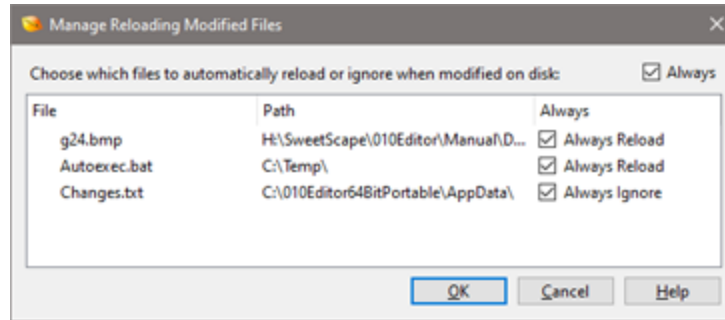 Manage Reloading Modified Files
Choose which files to automatically reload or ignore when modified on disk: Always
File Path Always
g24.bmp H:\SweetScape\010Editor\Manual\D... Always Reload
Autoexec.bat C:\Temp\ Always Reload
Changes.txt C:\010Editor64BitPortable\AppData\ Always Ignore
OK Cancel Help